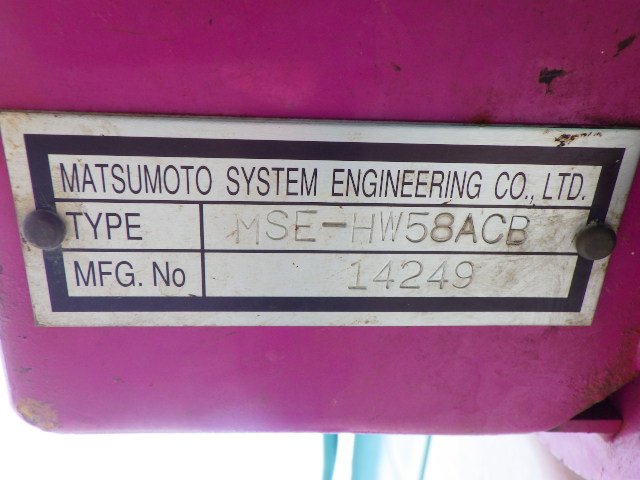 MATSUMOTO SYSTEM ENGINEERING CO., LTD.
TYPE MSE-HW58ACB
MFG. No 14249